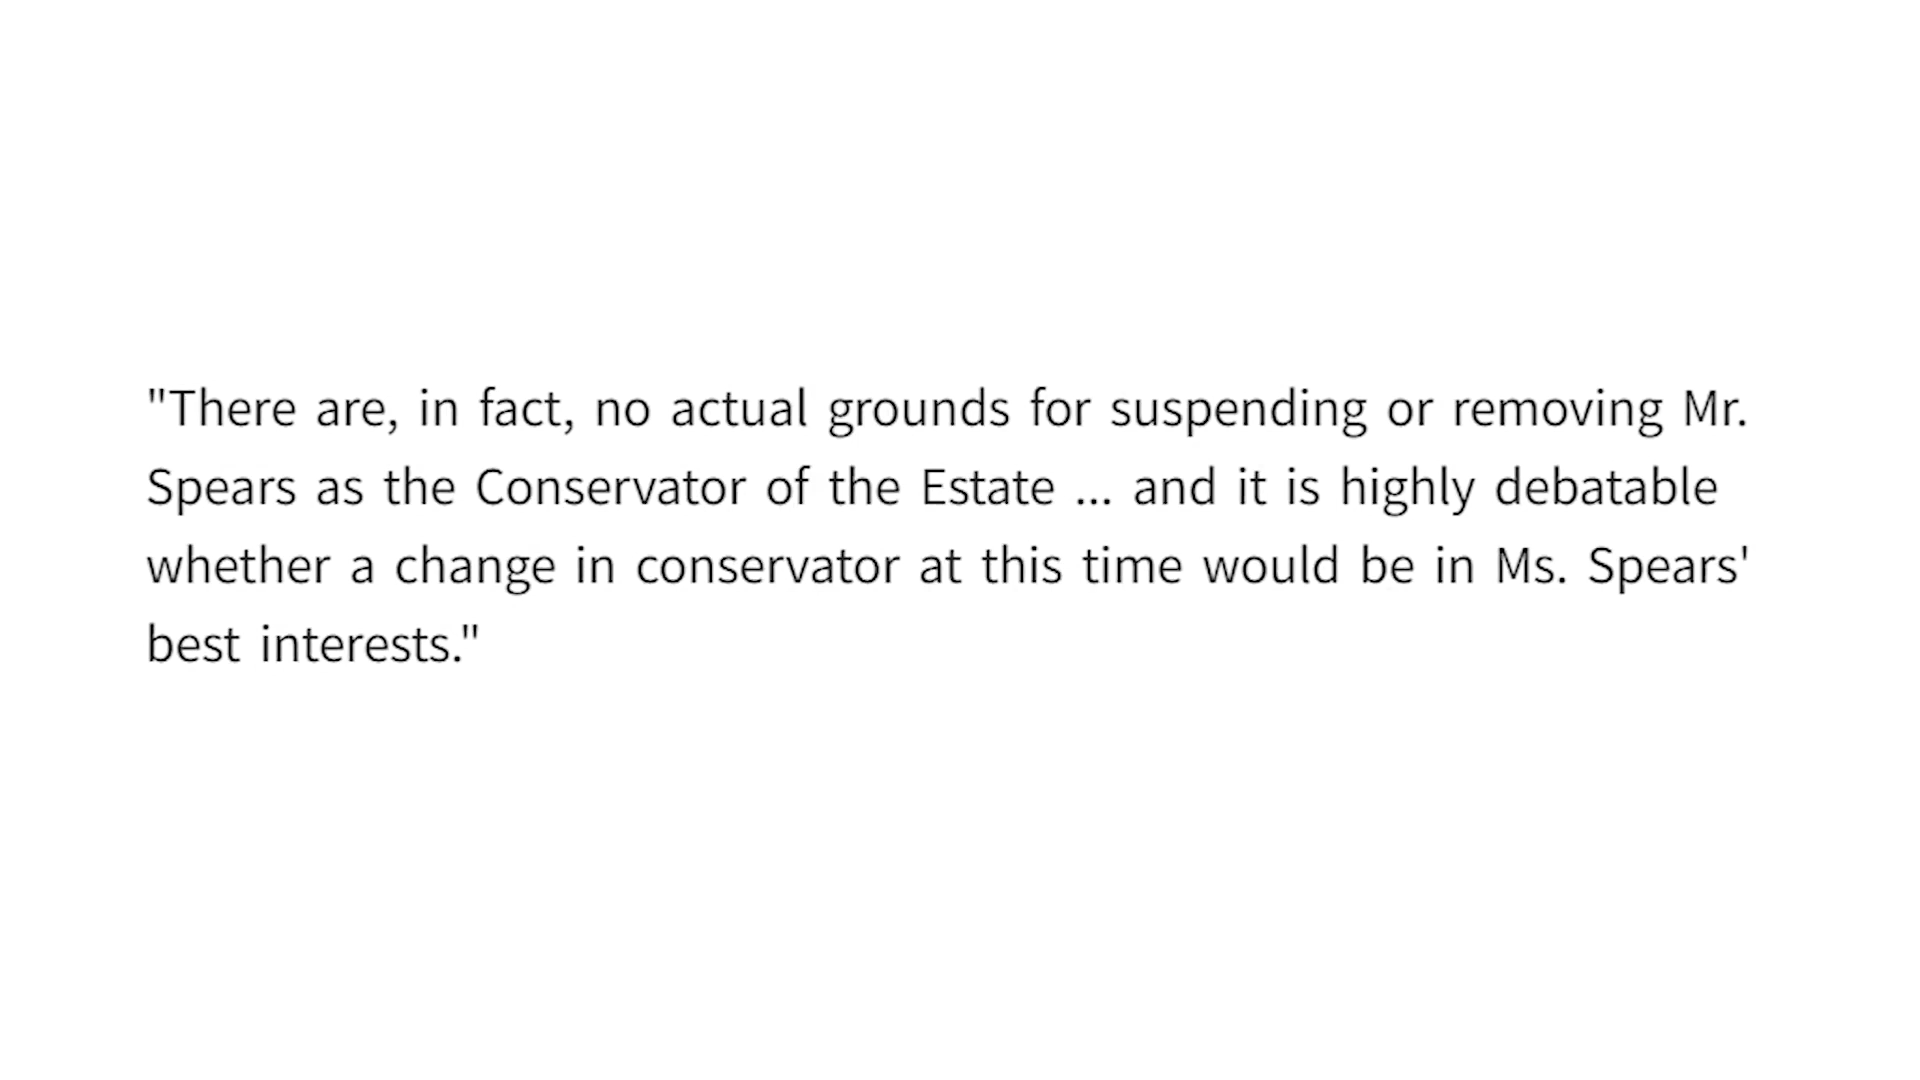 "There are, in fact, no actual grounds for suspending or removing Mr.
Spears as the Conservator of the Estate ... and it is highly debatable
whether a change in conservator at this time would be in Ms. Spears'
best interests."